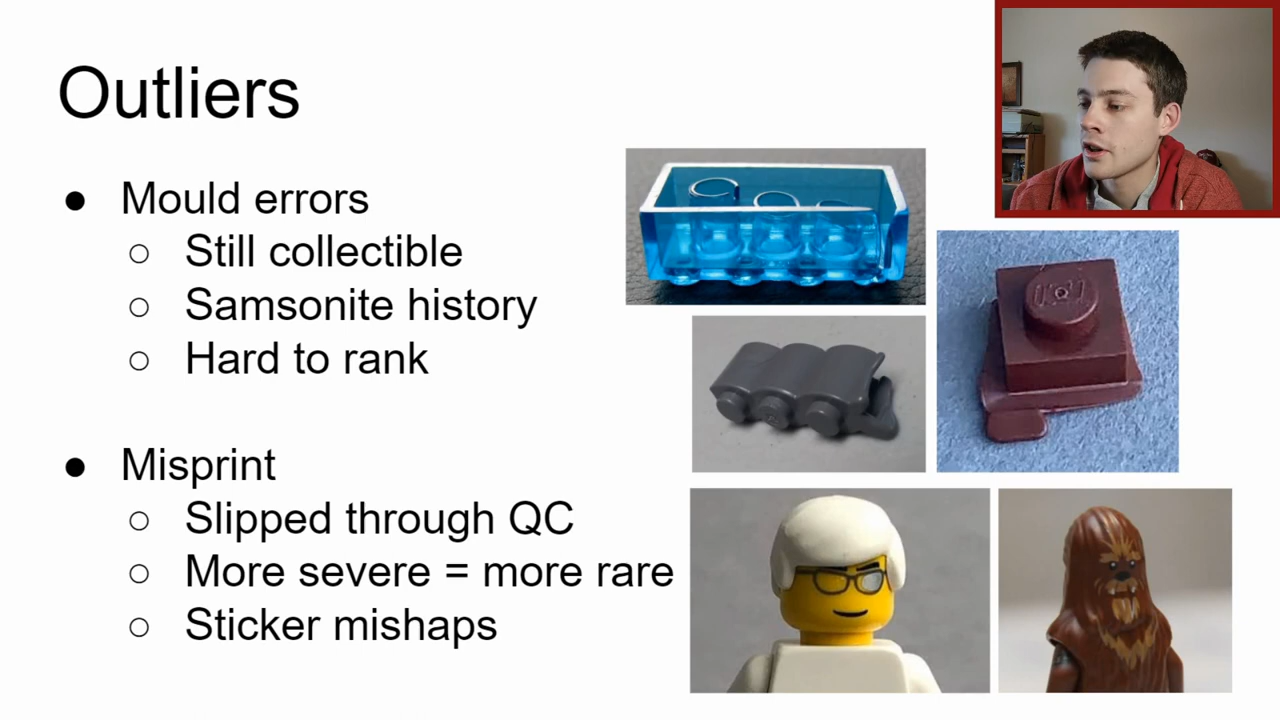 Outliers
● Mould errors
○ Still collectible
○ Samsonite history
○ Hard to rank
● Misprint
○ Slipped through QC
○ More severe = more rare
○ Sticker mishaps